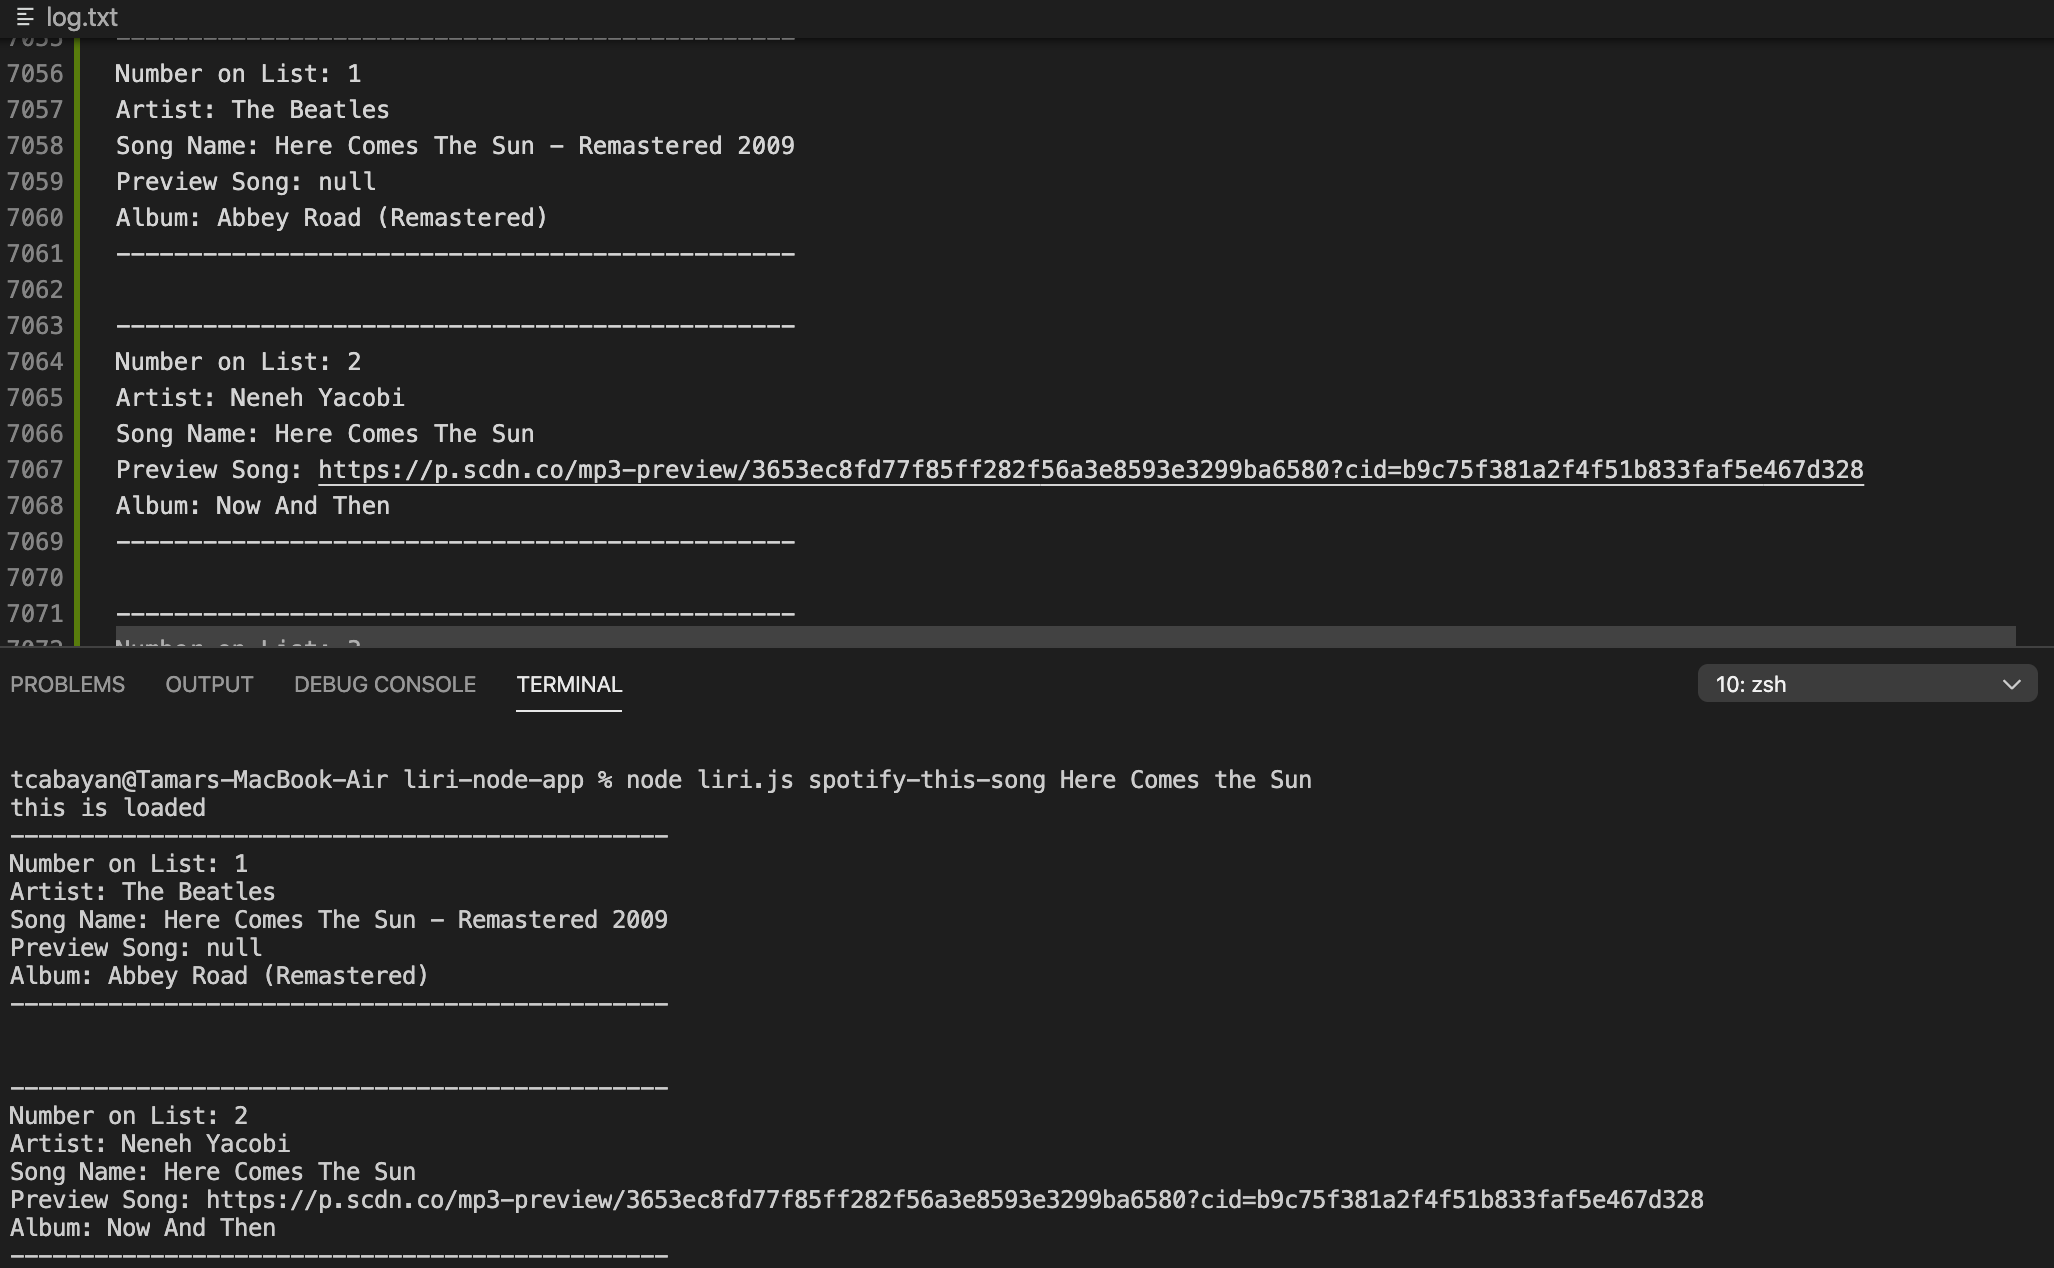 log.txt
7055 -----------------------------------------------
7056 Number on List: 1
7057 Artist: The Beatles
7058 Song Name: Here Comes The Sun - Remastered 2009
7059 Preview Song: null
7060 Album: Abbey Road (Remastered)
7061 -----------------------------------------------
7062
7063 -----------------------------------------------
7064 Number on List: 2
7065 Artist: Neneh Yacobi
7066 Song Name: Here Comes The Sun
7067 Preview Song: https://p.scdn.co/mp3-preview/3653ec8fd77f85ff282f56a3e8593e3299ba6580?cid=b9c75f381a2f4f51b833faf5e467d328
7068 Album: Now And Then
7069 -----------------------------------------------
7070
7071 -----------------------------------------------
7072 Number on List: 3
PROBLEMS OUTPUT DEBUG CONSOLE TERMINAL 10: zsh
tcabayan@Tamars-MacBook-Air liri-node-app % node liri.js spotify-this-song Here Comes the Sun
this is loaded
-----------------------------------------------
Number on List: 1
Artist: The Beatles
Song Name: Here Comes The Sun - Remastered 2009
Preview Song: null
Album: Abbey Road (Remastered)
-----------------------------------------------
-----------------------------------------------
Number on List: 2
Artist: Neneh Yacobi
Song Name: Here Comes The Sun
Preview Song: https://p.scdn.co/mp3-preview/3653ec8fd77f85ff282f56a3e8593e3299ba6580?cid=b9c75f381a2f4f51b833faf5e467d328
Album: Now And Then
-----------------------------------------------